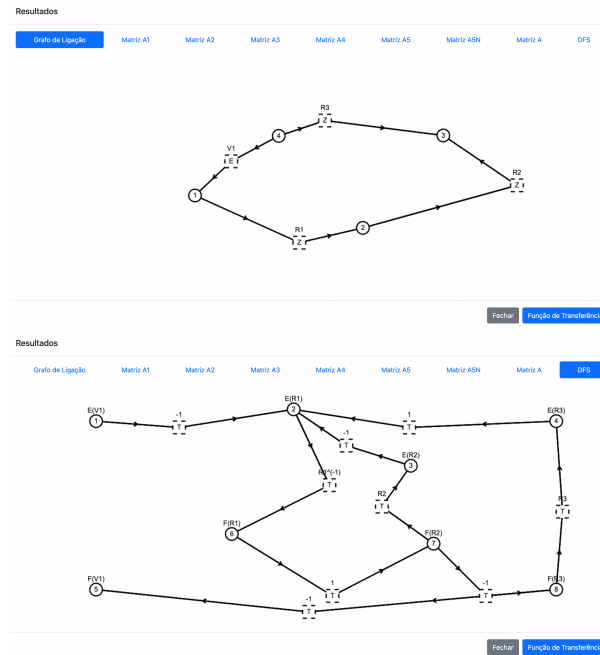 Resultados
Grafo de Ligação Matriz A1 Matriz A2 Matriz A3 Matriz A4 Matriz A5 Matriz A5N Matriz A DFS
R3
Z
4
3
V1
E
R2
Z
1
R1
Z
2
Fechar Função de Transferência
Resultados
Grafo de Ligação Matriz A1 Matriz A2 Matriz A3 Matriz A4 Matriz A5 Matriz A5N Matriz A DFS
E(V1)
1
-1
T
E(R1)
2
1
T
E(R3)
4
-1
T
E(R2)
3
R1^(-1)
T
R2
T
R3
T
F(R1)
6
F(R2)
7
F(V1)
5
-1
T
1
T
-1
T
F(R3)
8
Fechar Função de Transferência